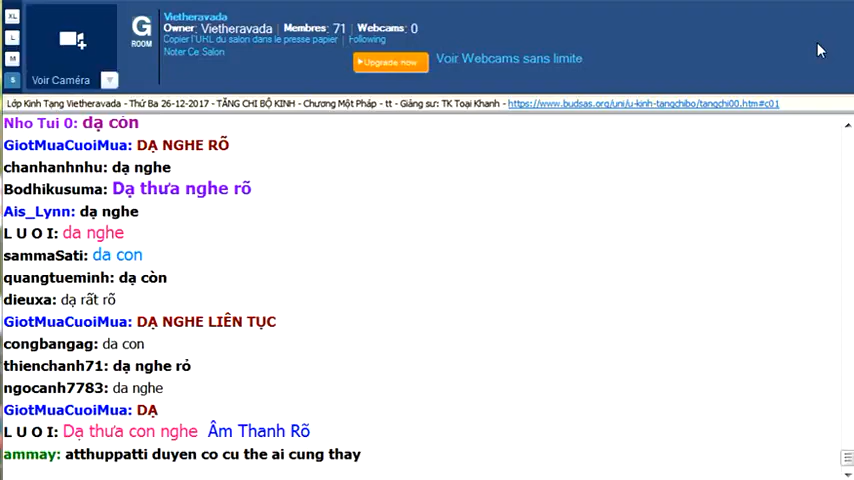 XL
L
M
S
Voir Caméra
G
ROOM
Vietheravada
Owner: Vietheravada | Membres: 71 | Webcams: 0
Copier l'URL du salon dans le presse papier | Following
Noter Ce Salon
Upgrade now
Voir Webcams sans limite
Lớp Kinh Tạng Vietheravada - Thứ Ba 26-12-2017 - TĂNG CHI BỘ KINH - Chương Một Pháp - tt - Giảng sư: TK Toại Khanh - https://www.budsas.org/uni/u-kinh-tangchibo/tangchi00.htm#c01
Nho Tui 0: dạ còn
GiotMuaCuoiMua: DẠ NGHE RÕ
chanhanhnhu: dạ nghe
Bodhikusuma: Dạ thưa nghe rõ
Ais_Lynn: dạ nghe
L U O I: da nghe
sammaSati: da con
quangtueminh: dạ còn
dieuxa: dạ rất rõ
GiotMuaCuoiMua: DẠ NGHE LIÊN TỤC
congbangag: da con
thienchanh71: dạ nghe rỏ
ngocanh7783: da nghe
GiotMuaCuoiMua: DẠ
L U O I: Dạ thưa con nghe Âm Thanh Rõ
ammay: atthuppatti duyen co cu the ai cung thay